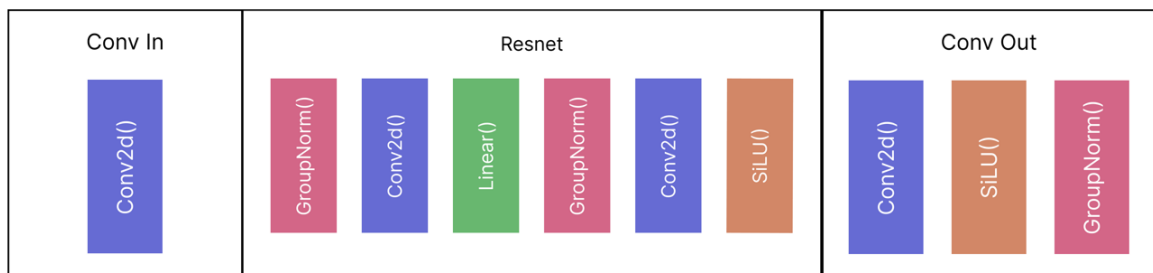 Conv In
Conv2d()
Resnet
GroupNorm()
Conv2d()
Linear()
GroupNorm()
Conv2d()
SiLU()
Conv Out
Conv2d()
SiLU()
GroupNorm()